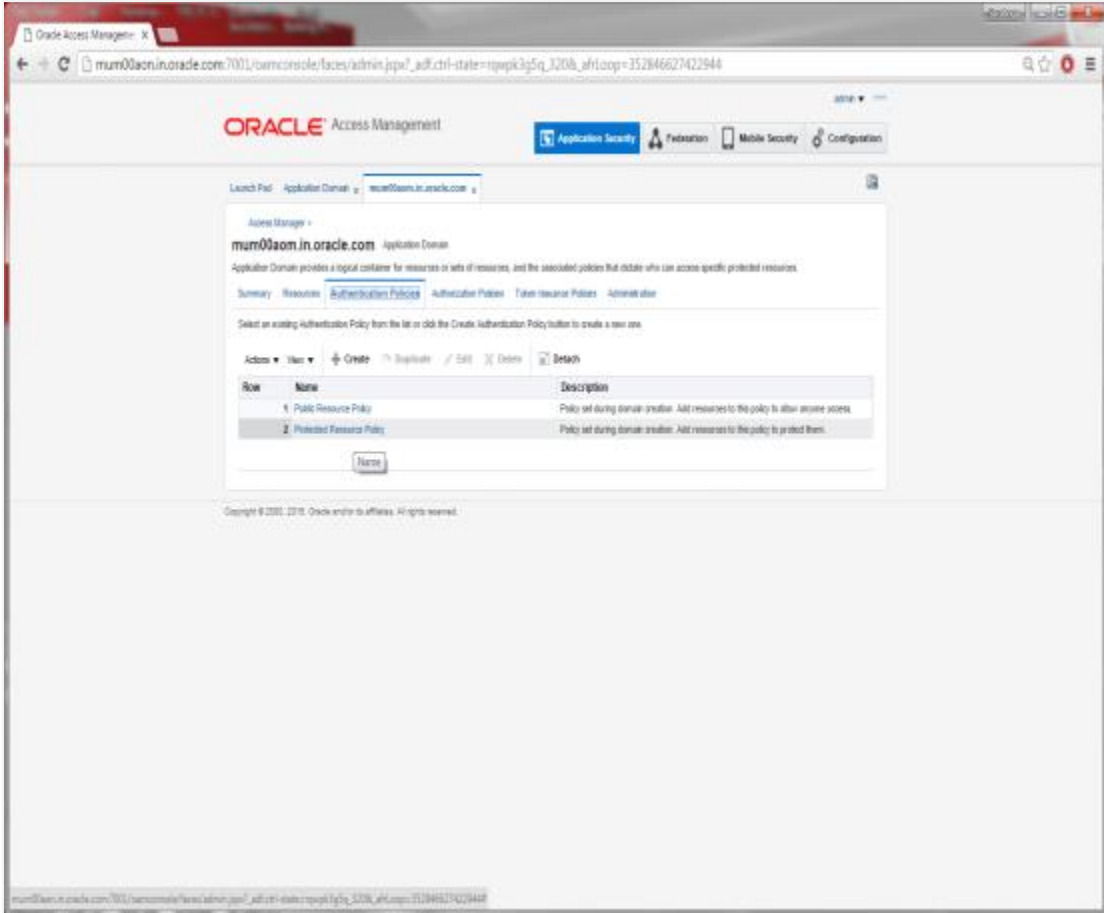 Oracle Access Manageme X
mum00aon.in.oracle.com:7001/oamconsole/faces/admin.jspx?_adf.ctrl-state=
admin
ORACLE Access Management
Application Security Federation Mobile Security Configuration
Launch Pad Application Domain mum00aom.in.oracle.com
Access Manager >
mum00aom.in.oracle.com Application Domain
Application Domain provides a logical container for resources or sets of resources, and the associated policies that dictate who can access specific protected resources.
Summary Resources Authentication Policies Authorization Policies Token Issuance Policies Administration
Select an existing Authentication Policy from the list or click the Create Authentication Policy button to create a new one.
Actions View Create Duplicate Edit Delete Detach
Row Name Description
1 Public Resource Policy Policy set during domain creation. Add resources to this policy to allow anyone access.
2 Protected Resource Policy Policy set during domain creation. Add resources to this policy to protect them.
Name
Oracle and/or its affiliates. All rights reserved.